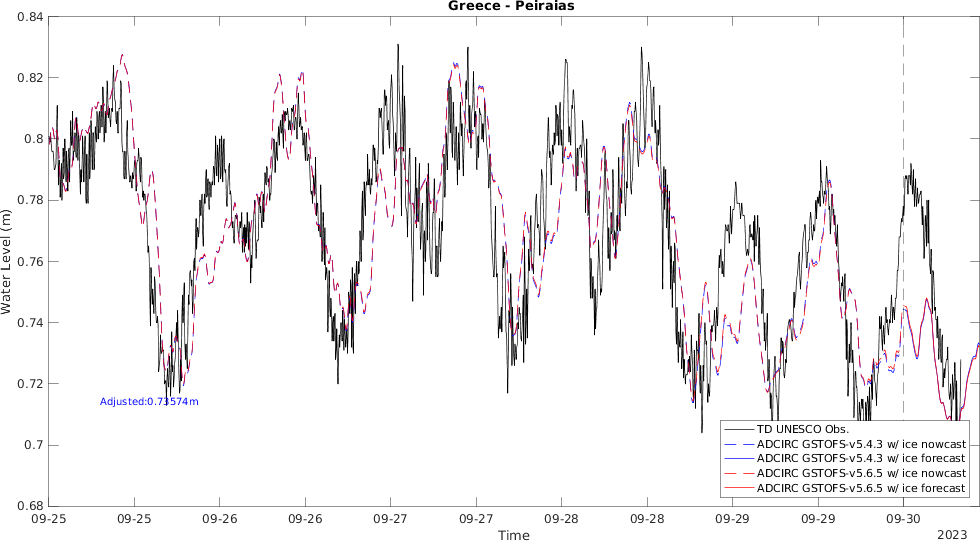 Greece - Peiraias
0.84
0.82
0.8
0.78
0.76
0.74
0.72
0.7
0.68
Water Level (m)
Adjusted:0.73574m
TD UNESCO Obs.
ADCIRC GSTOFS-v5.4.3 w/ ice nowcast
ADCIRC GSTOFS-v5.4.3 w/ ice forecast
ADCIRC GSTOFS-v5.6.5 w/ ice nowcast
ADCIRC GSTOFS-v5.6.5 w/ ice forecast
09-25 09-25 09-26 09-26 09-27 09-27 09-28 09-28 09-29 09-29 09-30
Time
2023